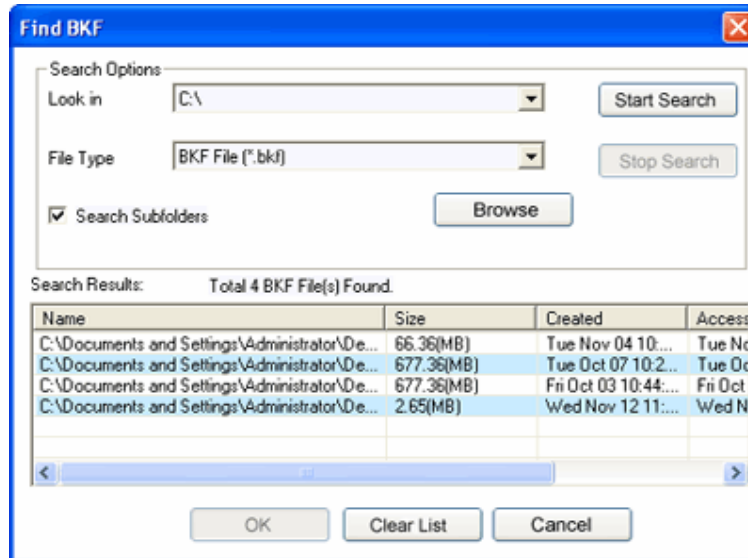 Find BKF
Search Options
Look in C:\ Start Search
File Type BKF File (*.bkf) Stop Search
Search Subfolders Browse
Search Results: Total 4 BKF File(s) Found.
Name Size Created Access
C:\Documents and Settings\Administrator\De... 66.36(MB) Tue Nov 04 10:... Tue No
C:\Documents and Settings\Administrator\De... 677.36(MB) Tue Oct 07 10:2... Tue Oc
C:\Documents and Settings\Administrator\De... 677.36(MB) Fri Oct 03 10:44:... Fri Oct
C:\Documents and Settings\Administrator\De... 2.65(MB) Wed Nov 12 11:... Wed N
OK Clear List Cancel